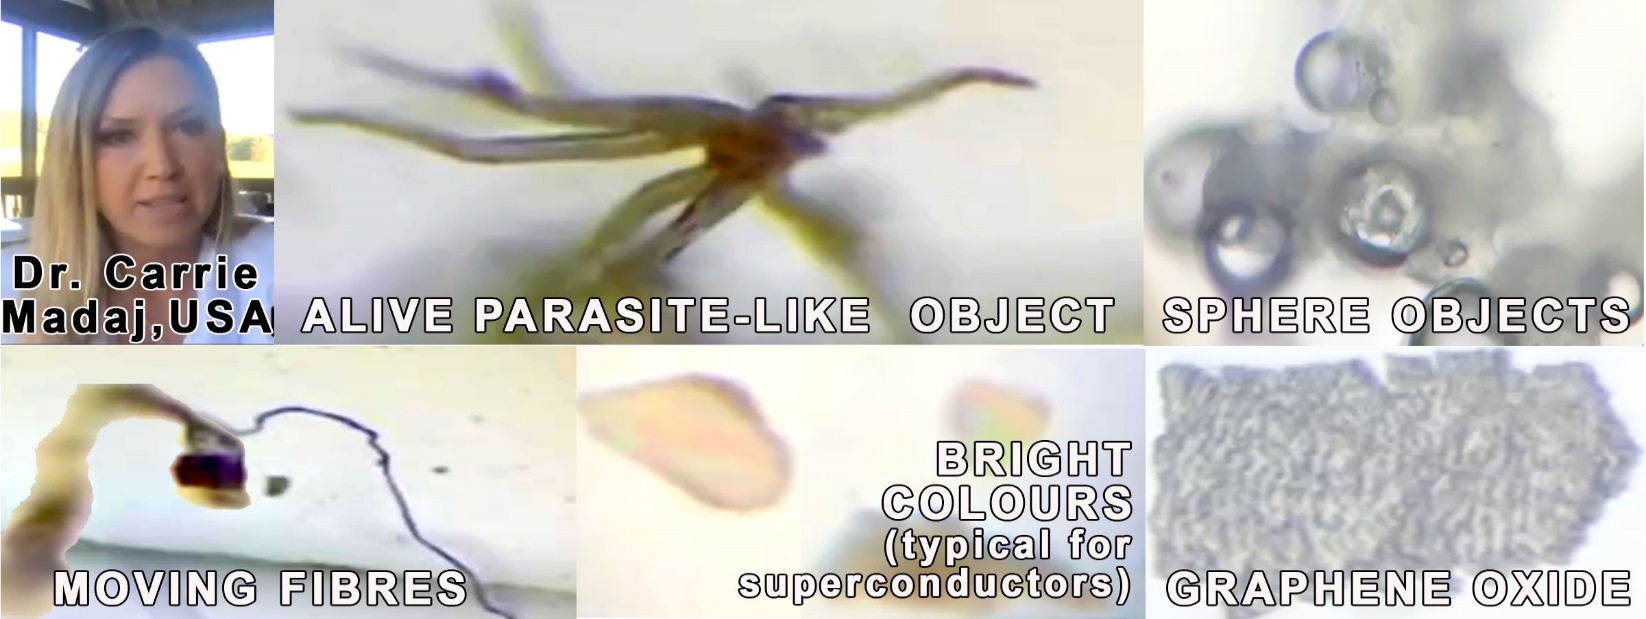 Dr. Carrie
Madaj,USA
ALIVE PARASITE-LIKE OBJECT
SPHERE OBJECTS
MOVING FIBRES
BRIGHT
COLOURS
(typical for
superconductors)
GRAPHENE OXIDE